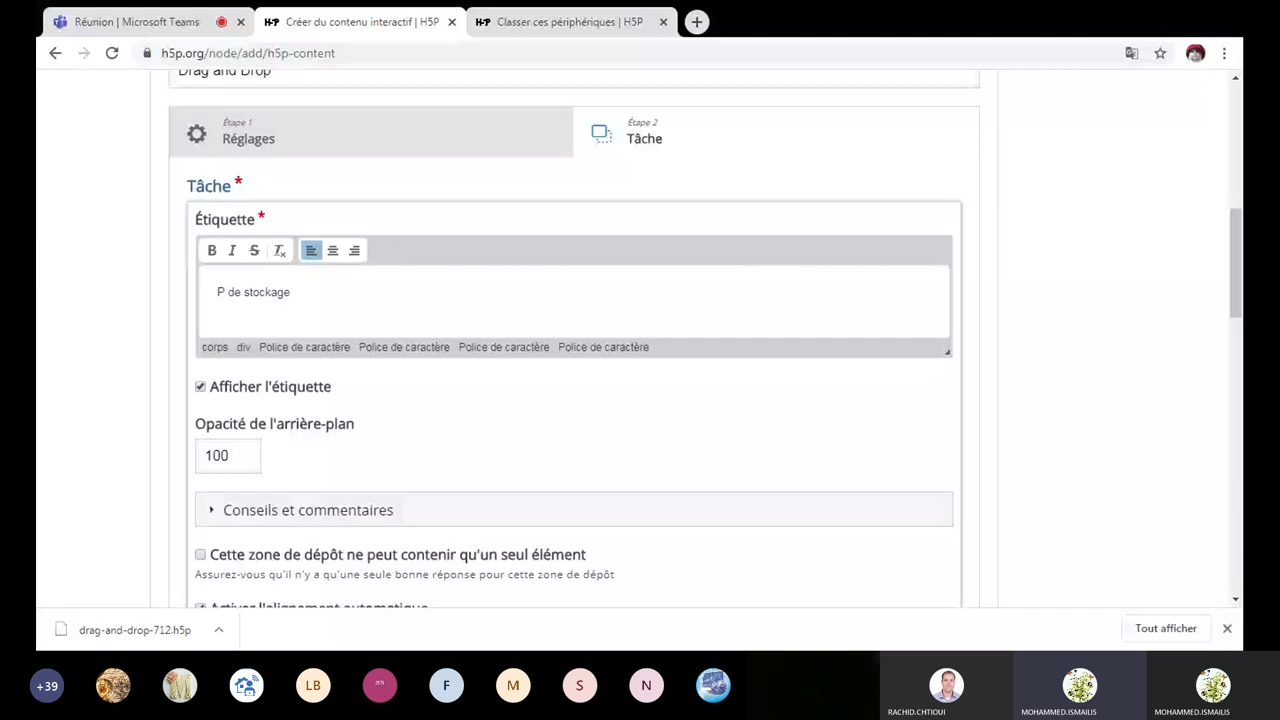 Réunion | Microsoft Teams
Créer du contenu interactif | H5P
Classer ces périphériques | H5P
h5p.org/node/add/h5p-content
Drag and Drop
Étape 1
Réglages
Étape 2
Tâche
Tâche *
Étiquette *
B I S Tx
P de stockage
corps div Police de caractère Police de caractère Police de caractère Police de caractère
Afficher l'étiquette
Opacité de l'arrière-plan
100
Conseils et commentaires
Cette zone de dépôt ne peut contenir qu'un seul élément
Assurez-vous qu'il n'y a qu'une seule bonne réponse pour cette zone de dépôt
Activer l'alignement automatique
drag-and-drop-712.h5p
Tout afficher
+39
LB
F
M
S
N
RACHID.CHTIOUI
MOHAMMED.ISMAILIS
MOHAMMED.ISMAILIS